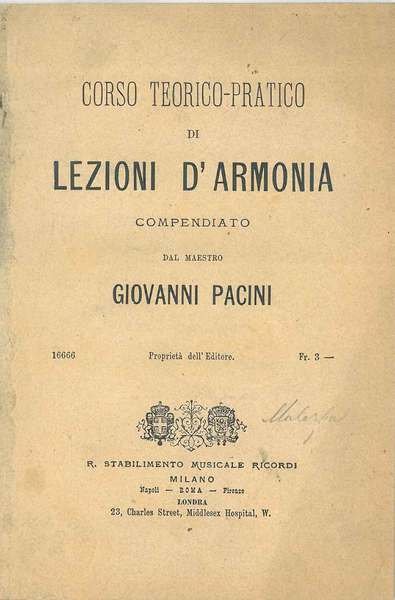 CORSO TEORICO-PRATICO
DI
LEZIONI D'ARMONIA
COMPENDIATO
DAL MAESTRO
GIOVANNI PACINI
16666 Proprietà dell'Editore. Fr. 3 —
R. STABILIMENTO MUSICALE RICORDI
MILANO
Napoli — ROMA — Firenze
LONDRA
23, Charles Street, Middlesex Hospital, W.